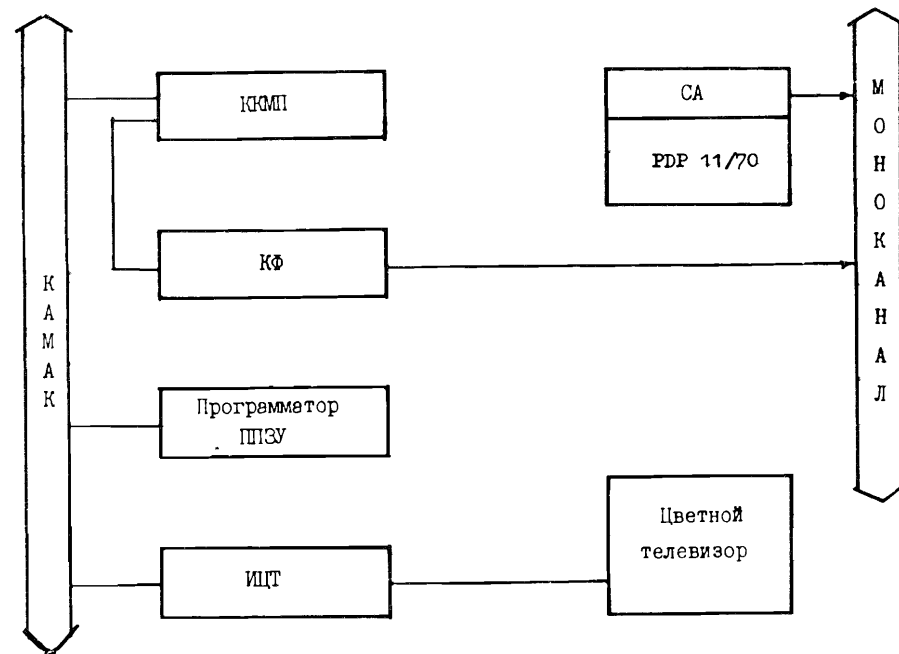 ККМП
СА
PDP 11/70
КФ
КАМАК
МОНОКАНАЛ
Программатор
ППЗУ
ИЦТ
Цветной
телевизор